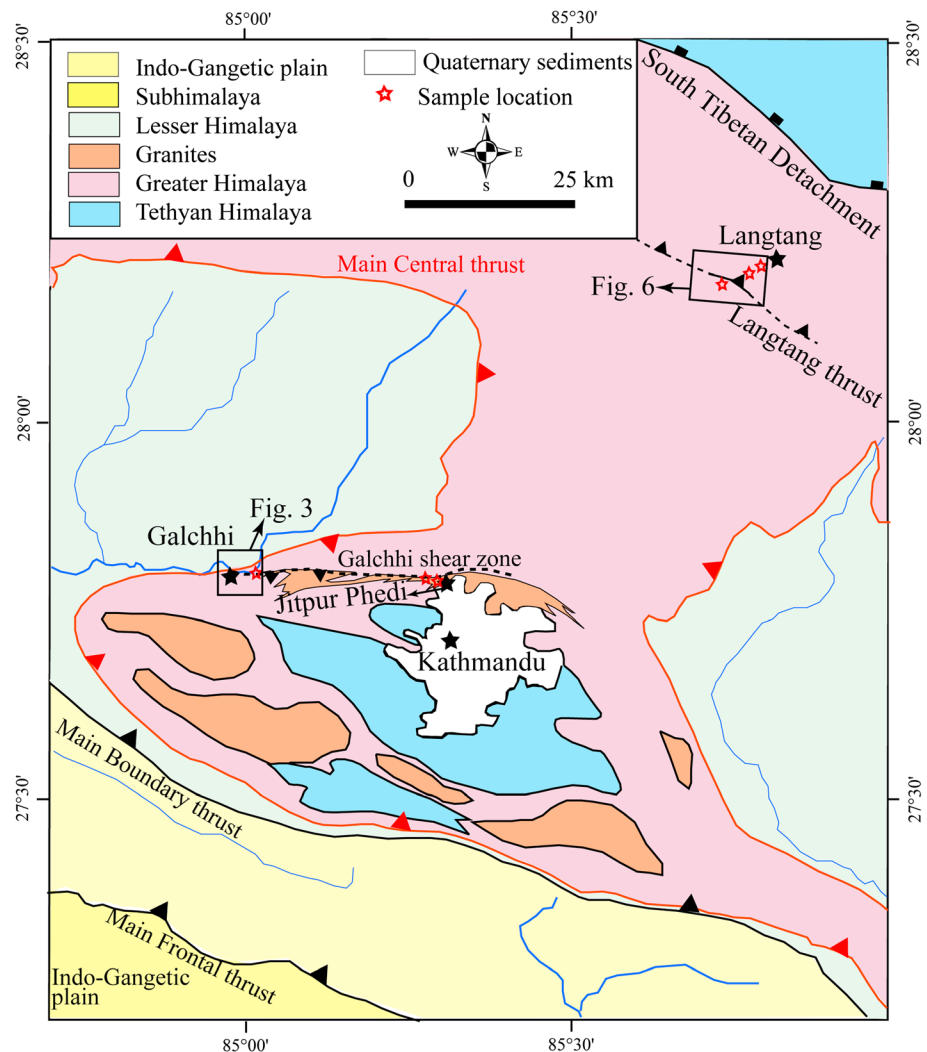 85°00'
85°30'
28°30'
28°30'
Indo-Gangetic plain
Subhimalaya
Lesser Himalaya
Granites
Greater Himalaya
Tethyan Himalaya
Quaternary sediments
Sample location
N
W
E
S
0
25 km
South Tibetan Detachment
Langtang
Main Central thrust
Fig. 6
Langtang thrust
28°00'
28°00'
Fig. 3
Galchhi
Galchhi shear zone
Jitpur Phedi
Kathmandu
Main Boundary thrust
27°30'
27°30'
Main Frontal thrust
Indo-Gangetic
plain
85°00'
85°30'